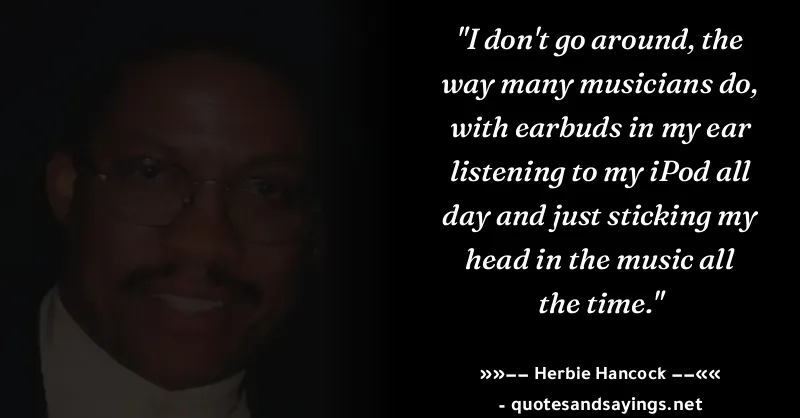 "I don't go around, the
way many musicians do,
with earbuds in my ear
listening to my iPod all
day and just sticking my
head in the music all
the time."
»»–– Herbie Hancock ––««
- quotesandsayings.net